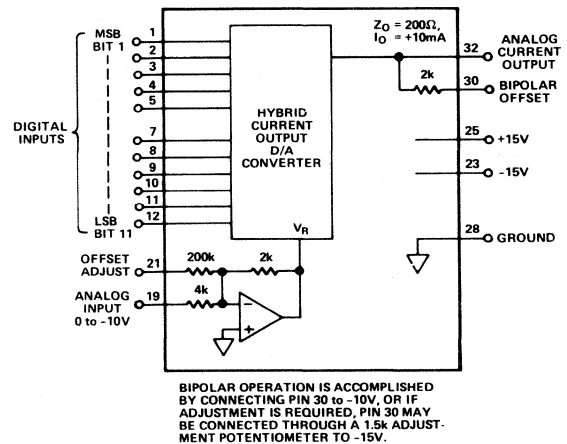 MSB
BIT 1
1
2
3
4
5
7
8
9
10
11
12
LSB
BIT 11
DIGITAL
INPUTS
HYBRID
CURRENT
OUTPUT
D/A
CONVERTER
VR
ZO = 200Ω,
IO = +10mA
32
ANALOG
CURRENT
OUTPUT
2k
30
BIPOLAR
OFFSET
25
+15V
23
-15V
28
GROUND
OFFSET
ADJUST
21
200k
2k
ANALOG
INPUT
0 to -10V
19
4k
-
+
BIPOLAR OPERATION IS ACCOMPLISHED
BY CONNECTING PIN 30 to -10V, OR IF
ADJUSTMENT IS REQUIRED, PIN 30 MAY
BE CONNECTED THROUGH A 1.5k ADJUST-
MENT POTENTIOMETER TO -15V.